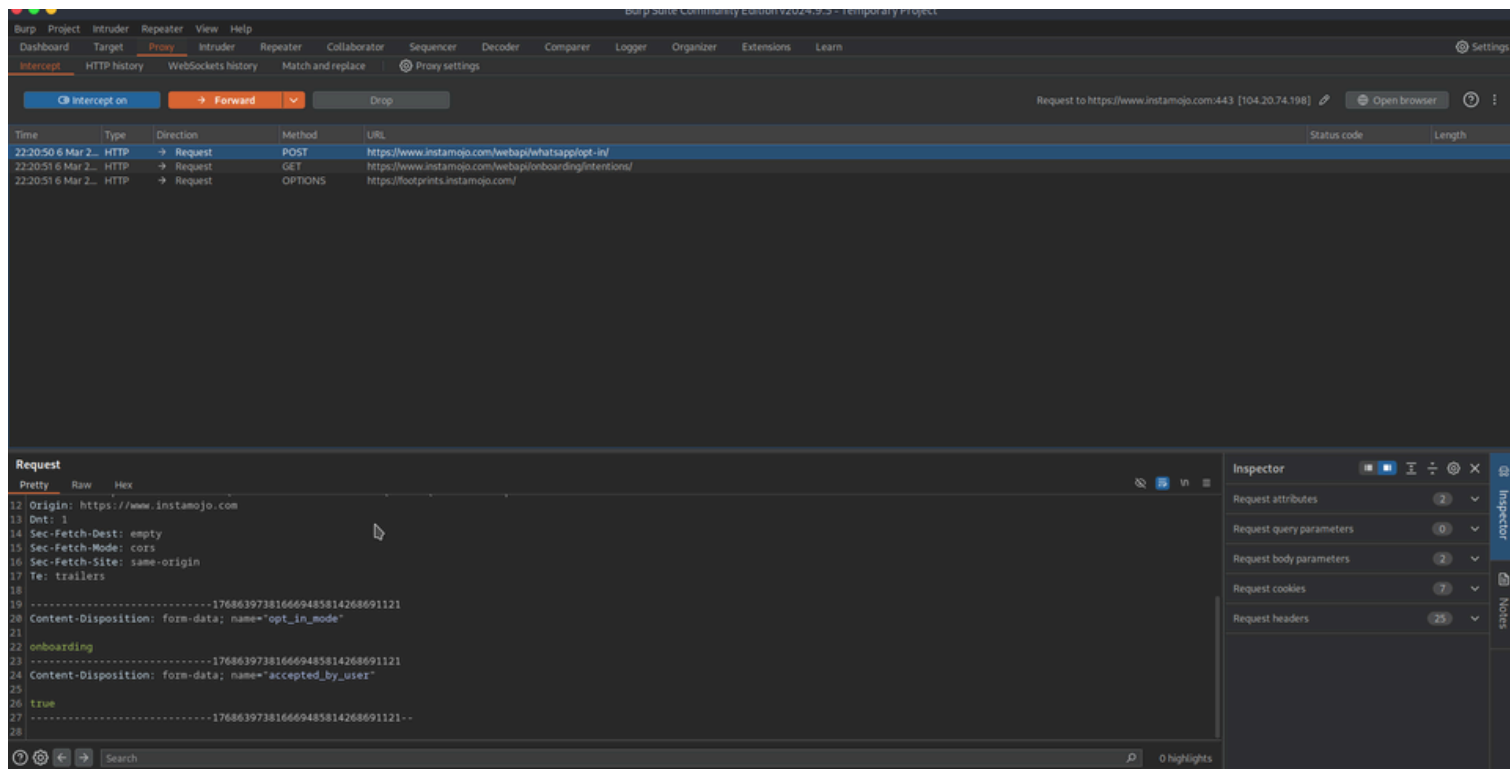 Burp Suite Community Edition v2024.9.5 - Temporary Project
Burp Project Intruder Repeater View Help
Dashboard Target Proxy Intruder Repeater Collaborator Sequencer Decoder Comparer Logger Organizer Extensions Learn Settings
Intercept HTTP history WebSockets history Match and replace Proxy settings
Intercept on Forward Drop Request to https://www.instamojo.com:443 [104.20.74.198] Open browser
Time Type Direction Method URL Status code Length
22:20:50 6 Mar 2... HTTP → Request POST https://www.instamojo.com/webapi/whatsapp/opt-in/
22:20:51 6 Mar 2... HTTP → Request GET https://www.instamojo.com/webapi/onboarding/intentions/
22:20:51 6 Mar 2... HTTP → Request OPTIONS https://footprints.instamojo.com/
Request
Pretty Raw Hex
12 Origin: https://www.instamojo.com
13 Dnt: 1
14 Sec-Fetch-Dest: empty
15 Sec-Fetch-Mode: cors
16 Sec-Fetch-Site: same-origin
17 Te: trailers
18
19 -----------------------------176863973816669485814268691121
20 Content-Disposition: form-data; name="opt_in_mode"
21
22 onboarding
23 -----------------------------176863973816669485814268691121
24 Content-Disposition: form-data; name="accepted_by_user"
25
26 true
27 -----------------------------176863973816669485814268691121--
28
Search 0 highlights
Inspector
Request attributes 2
Request query parameters 0
Request body parameters 2
Request cookies 7
Request headers 25
Inspector
Notes